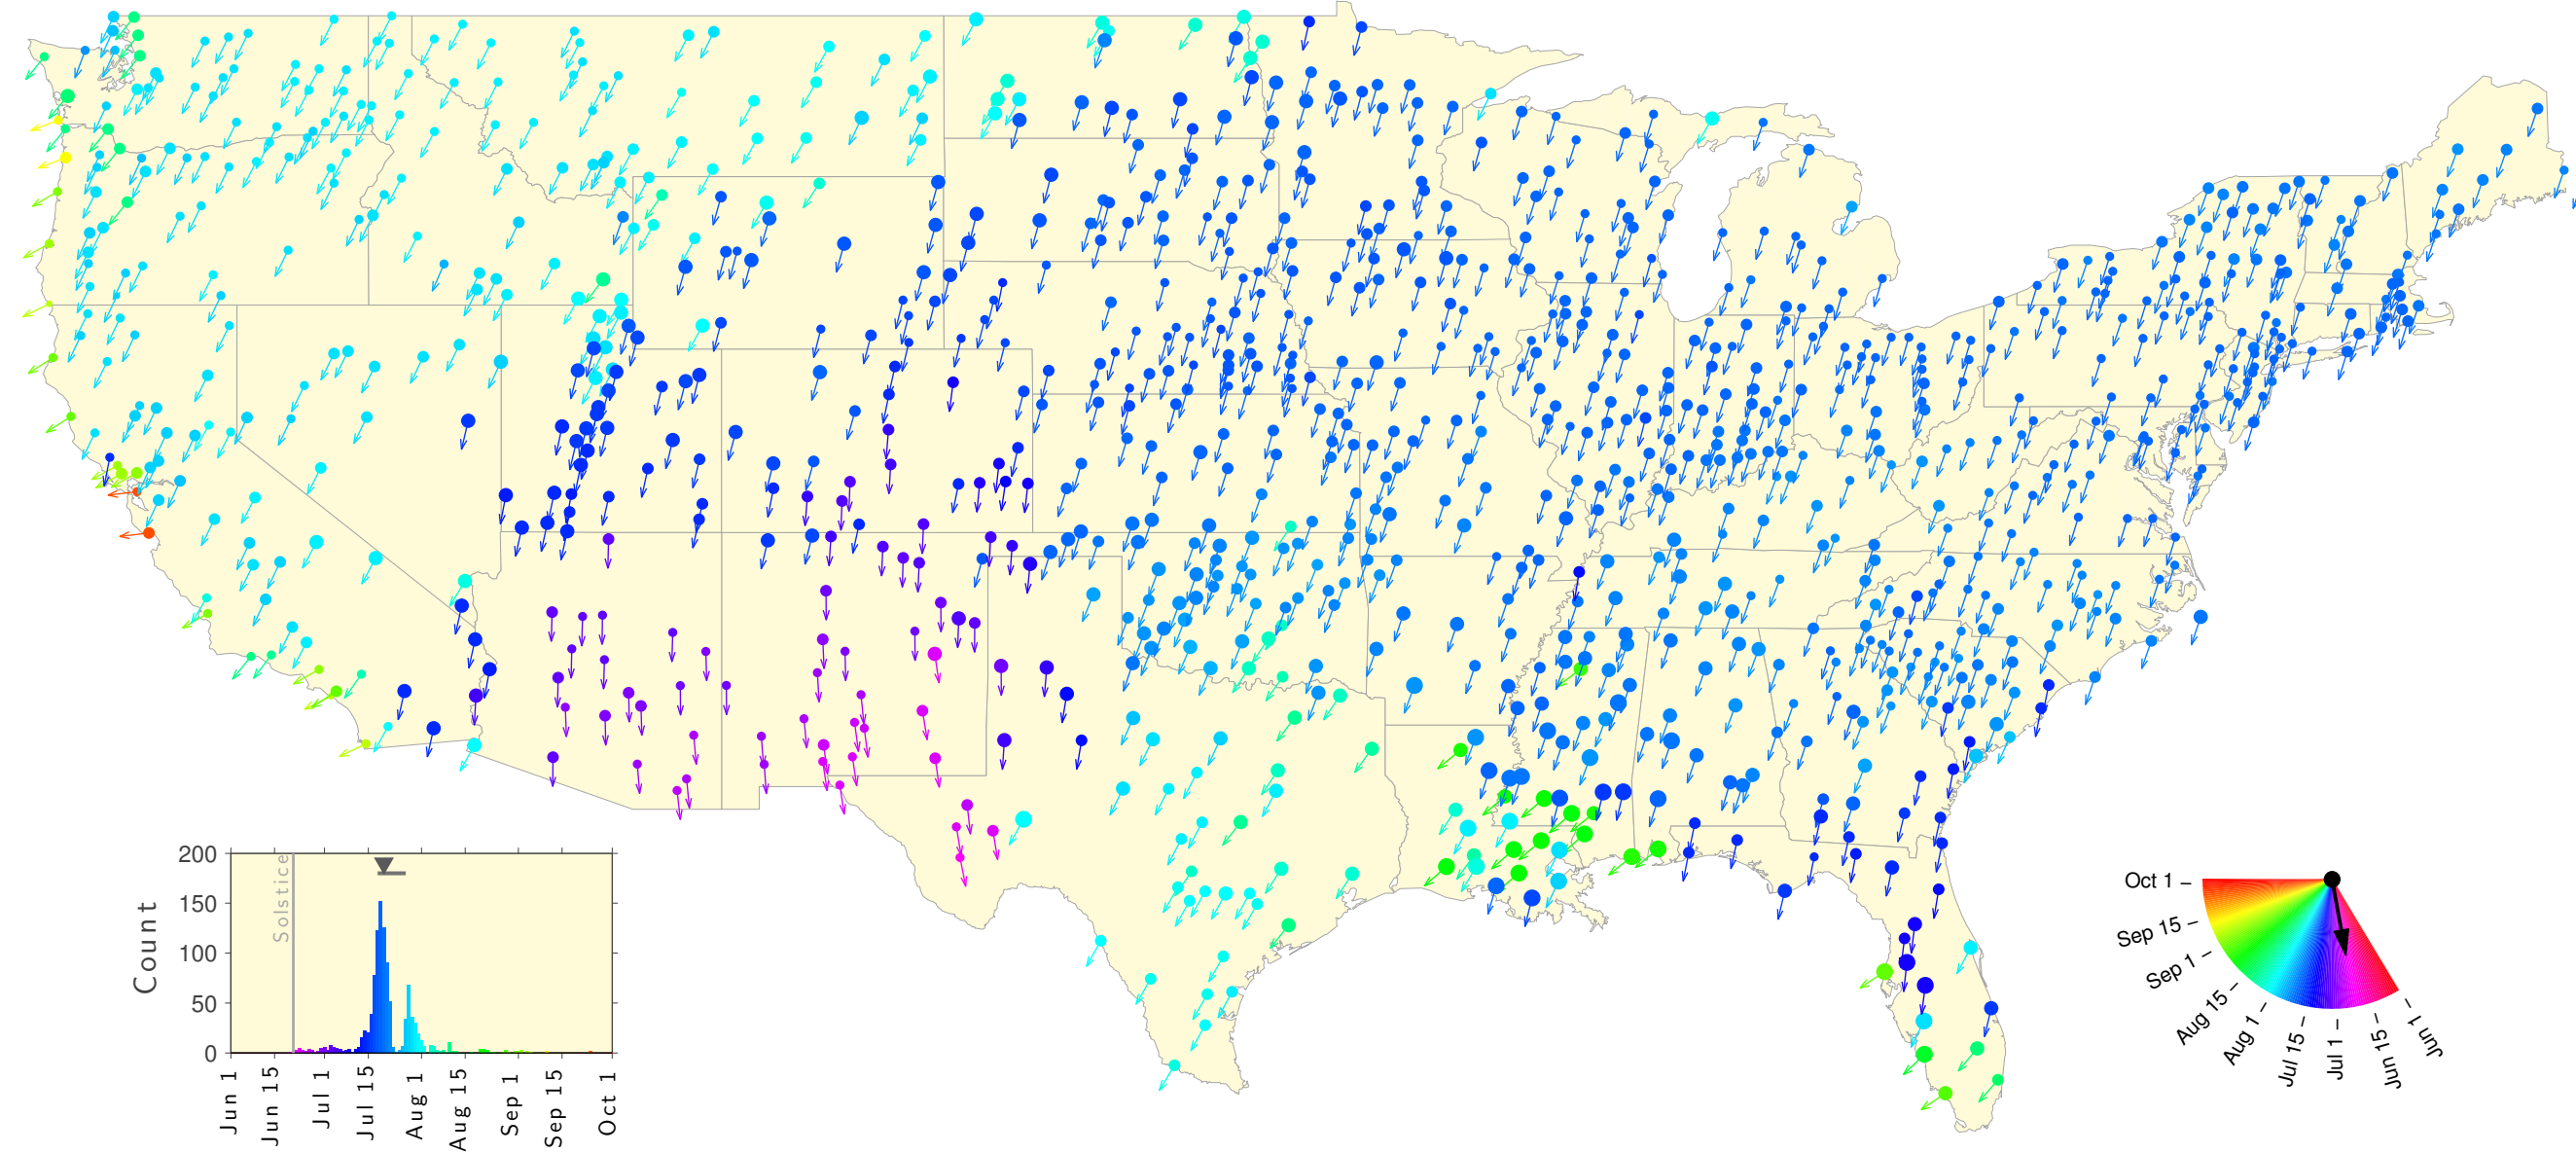 200
150
100
50
0
Count
Solstice
Jun 1
Jun 15
Jul 1
Jul 15
Aug 1
Aug 15
Sep 1
Sep 15
Oct 1
Oct 1
Sep 15
Sep 1
Aug 15
Aug 1
Jul 15
Jul 1
Jun 15
Jun 1